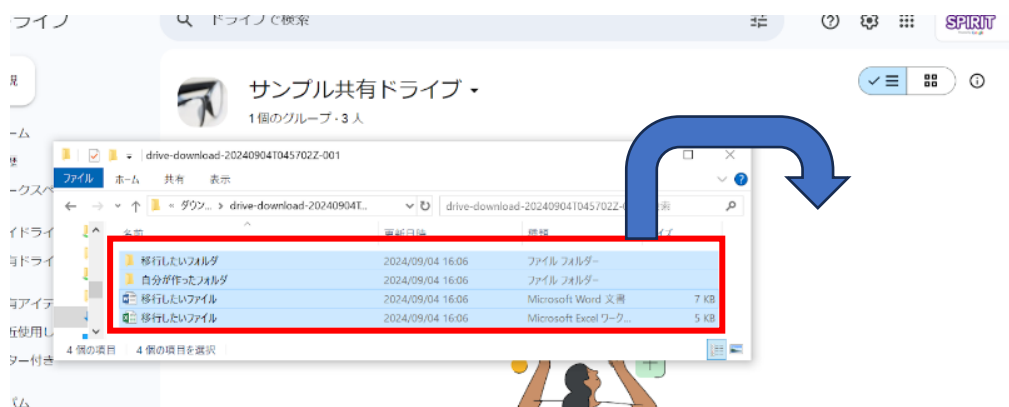 ライブ
ドライブで検索
SPIRIT
サンプル共有ドライブ
1個のグループ・3 人
ーム
drive-download-20240904T045702Z-001
ファイル ホーム 共有 表示
« ダウン... › drive-download-20240904T...
drive-download-20240904T045702Z-
名前 更新日時 種類
移行したいフォルダ 2024/09/04 16:06 ファイル フォルダー
自分が作ったフォルダ 2024/09/04 16:06 ファイル フォルダー
移行したいファイル 2024/09/04 16:06 Microsoft Word 文書 7 KB
移行したいファイル 2024/09/04 16:06 Microsoft Excel ワーク... 5 KB
4 個の項目 4 個の項目を選択
ークスペ
イドライ
有ドライ
有アイテ
近使用し
ター付き